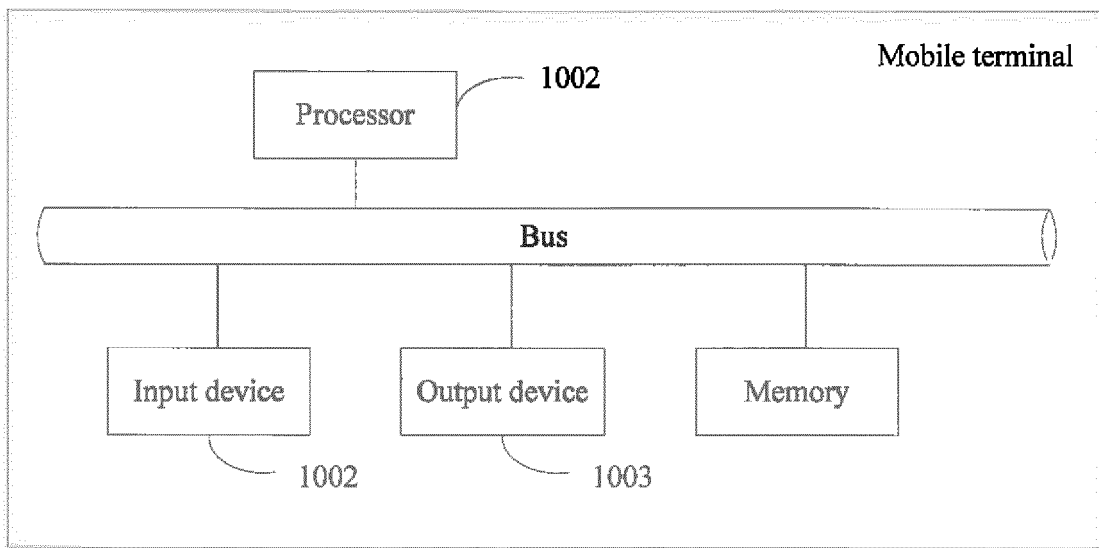 Mobile terminal
1002
Processor
Bus
Input device
Output device
Memory
1002
1003